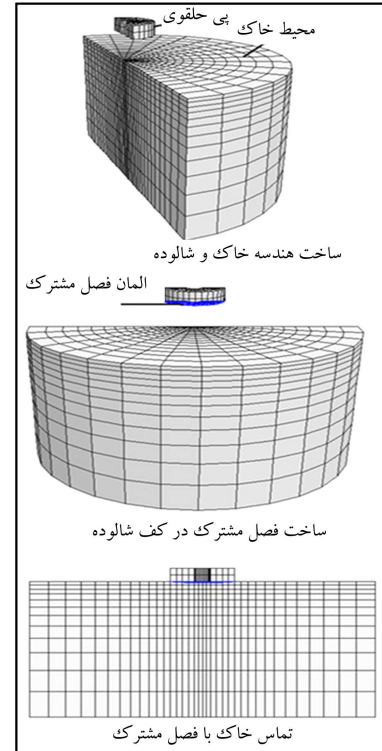 پی حلقوی
محیط خاک
ساخت هندسه خاک و شالوده
المان فصل مشترک
ساخت فصل مشترک در کف شالوده
تماس خاک با فصل مشترک